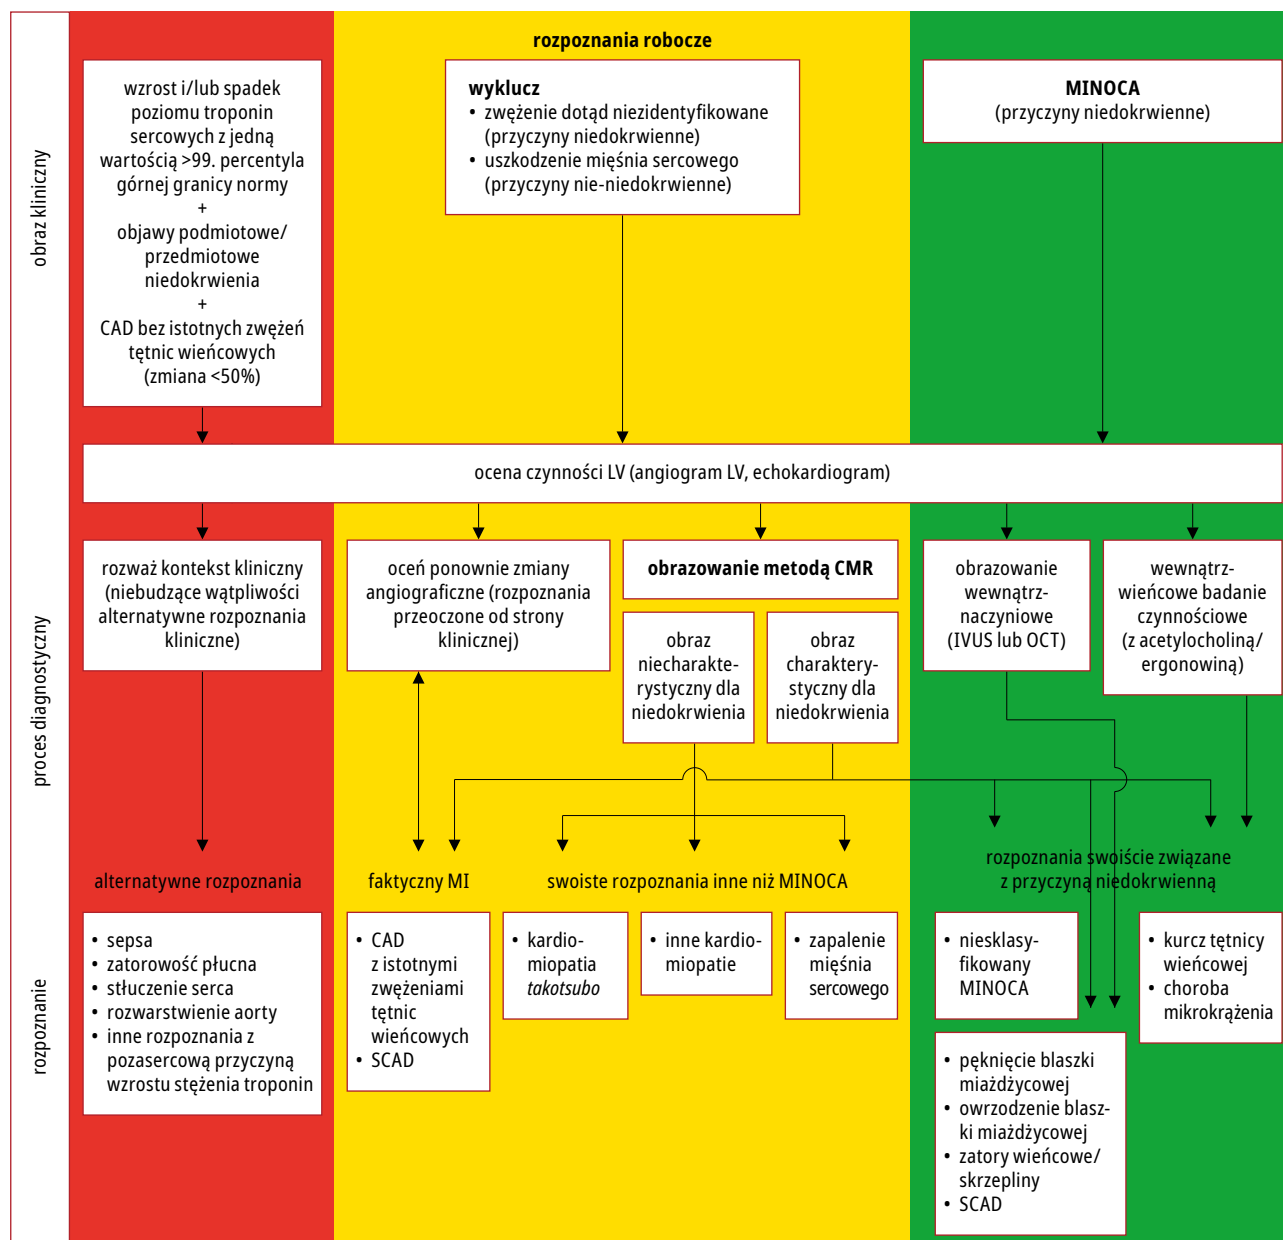 obraz kliniczny
rozpoznania robocze
wzrost i/lub spadek
poziomu troponin
sercowych z jedną
wartością >99. percentyla
górnej granicy normy
+
objawy podmiotowe/
przedmiotowe
niedokrwienia
+
CAD bez istotnych zwężeń
tętnic wieńcowych
(zmiana <50%)
wyklucz
• zwężenie dotąd niezidentyfikowane
(przyczyny niedokrwienne)
• uszkodzenie mięśnia sercowego
(przyczyny nie-niedokrwienne)
MINOCA
(przyczyny niedokrwienne)
ocena czynności LV (angiogram LV, echokardiogram)
proces diagnostyczny
rozważ kontekst kliniczny
(niebudzące wątpliwości
alternatywne rozpoznania
kliniczne)
oceń ponownie zmiany
angiograficzne (rozpoznania
przeoczone od strony
klinicznej)
obrazowanie metodą CMR
obraz
niecharakte-
rystyczny dla
niedokrwienia
obraz
charaktery-
styczny dla
niedokrwienia
obrazowanie
wewnątrz-
naczyniowe
(IVUS lub OCT)
wewnątrz-
wieńcowe badanie
czynnościowe
(z acetylocholiną/
ergonowiną)
rozpoznanie
alternatywne rozpoznania
• sepsa
• zatorowość płucna
• stłuczenie serca
• rozwarstwienie aorty
• inne rozpoznania z
pozasercową przyczyną
wzrostu stężenia troponin
faktyczny MI
• CAD
z istotnymi
zwężeniami
tętnic
wieńcowych
• SCAD
swoiste rozpoznania inne niż MINOCA
• kardio-
miopatia
takotsubo
• inne kardio-
miopatie
• zapalenie
mięśnia
sercowego
rozpoznania swoiście związane
z przyczyną niedokrwienną
• niesklasy-
fikowany
MINOCA
• kurcz tętnicy
wieńcowej
• choroba
mikrokrążenia
• pęknięcie blaszki
miażdżycowej
• owrzodzenie blasz-
ki miażdżycowej
• zatory wieńcowe/
skrzepliny
• SCAD